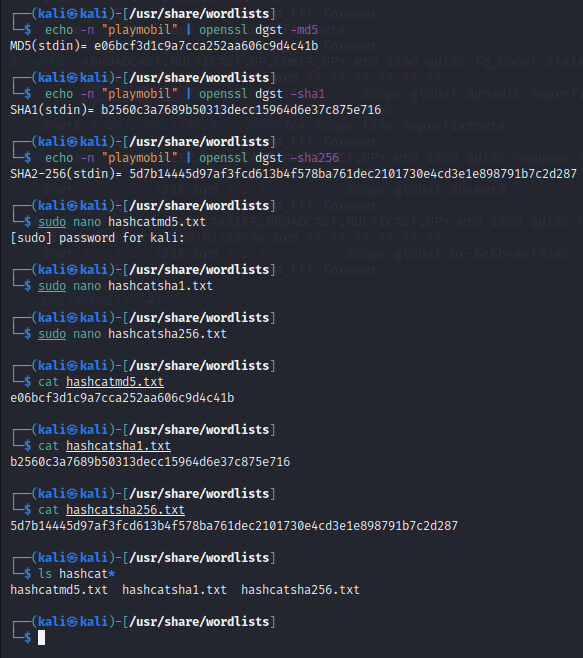 ┌──(kali㉿kali)-[/usr/share/wordlists]
└─$ echo -n "playmobil" | openssl dgst -md5
MD5(stdin)= e06bcf3d1c9a7cca252aa606c9d4c41b
┌──(kali㉿kali)-[/usr/share/wordlists]
└─$ echo -n "playmobil" | openssl dgst -sha1
SHA1(stdin)= b2560c3a7689b50313decc15964d6e37c875e716
┌──(kali㉿kali)-[/usr/share/wordlists]
└─$ echo -n "playmobil" | openssl dgst -sha256
SHA2-256(stdin)= 5d7b14445d97af3fcd613b4f578ba761dec2101730e4cd3e1e898791b7c2d287
┌──(kali㉿kali)-[/usr/share/wordlists]
└─$ sudo nano hashcatmd5.txt
[sudo] password for kali:
┌──(kali㉿kali)-[/usr/share/wordlists]
└─$ sudo nano hashcatsha1.txt
┌──(kali㉿kali)-[/usr/share/wordlists]
└─$ sudo nano hashcatsha256.txt
┌──(kali㉿kali)-[/usr/share/wordlists]
└─$ cat hashcatmd5.txt
e06bcf3d1c9a7cca252aa606c9d4c41b
┌──(kali㉿kali)-[/usr/share/wordlists]
└─$ cat hashcatsha1.txt
b2560c3a7689b50313decc15964d6e37c875e716
┌──(kali㉿kali)-[/usr/share/wordlists]
└─$ cat hashcatsha256.txt
5d7b14445d97af3fcd613b4f578ba761dec2101730e4cd3e1e898791b7c2d287
┌──(kali㉿kali)-[/usr/share/wordlists]
└─$ ls hashcat*
hashcatmd5.txt  hashcatsha1.txt  hashcatsha256.txt
┌──(kali㉿kali)-[/usr/share/wordlists]
└─$